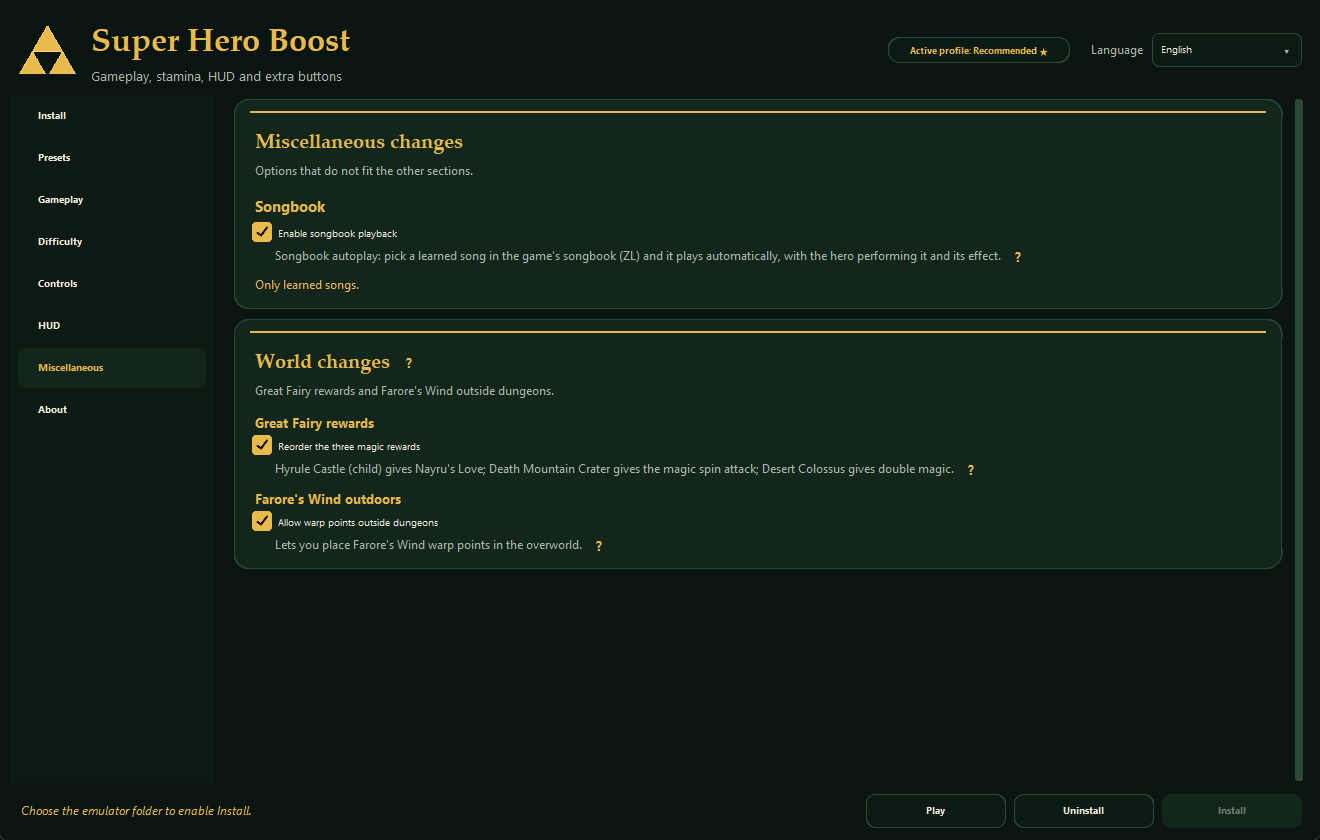 Super Hero Boost
Gameplay, stamina, HUD and extra buttons
Active profile: Recommended ★
Language
English
Install
Presets
Gameplay
Difficulty
Controls
HUD
Miscellaneous
About
Miscellaneous changes
Options that do not fit the other sections.
Songbook
Enable songbook playback
Songbook autoplay: pick a learned song in the game's songbook (ZL) and it plays automatically, with the hero performing it and its effect. ?
Only learned songs.
World changes ?
Great Fairy rewards and Farore's Wind outside dungeons.
Great Fairy rewards
Reorder the three magic rewards
Hyrule Castle (child) gives Nayru's Love; Death Mountain Crater gives the magic spin attack; Desert Colossus gives double magic. ?
Farore's Wind outdoors
Allow warp points outside dungeons
Lets you place Farore's Wind warp points in the overworld. ?
Choose the emulator folder to enable Install.
Play
Uninstall
Install